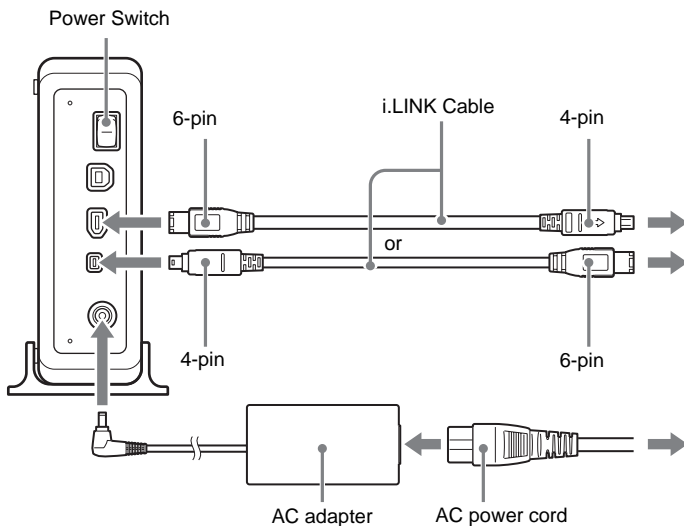 Power Switch
6-pin
i.LINK Cable
4-pin
or
4-pin
6-pin
AC adapter
AC power cord